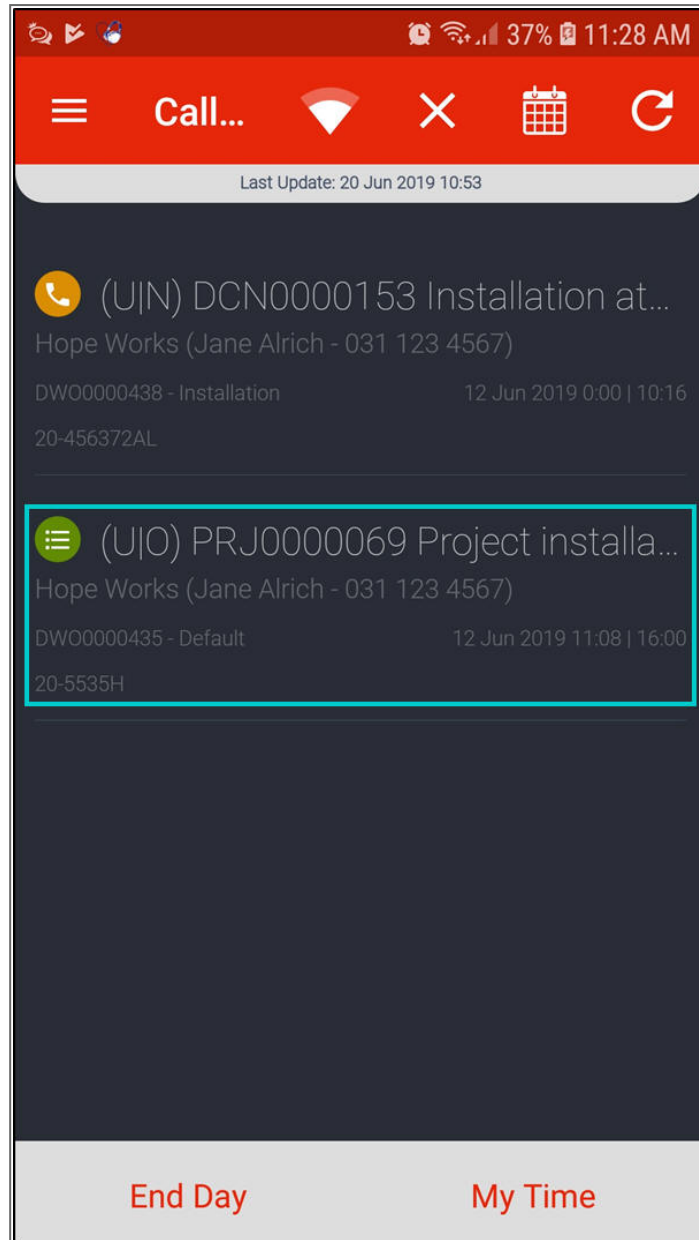 37% 11:28 AM
Call...
Last Update: 20 Jun 2019 10:53
(U|N) DCN0000153 Installation at...
Hope Works (Jane Alrich - 031 123 4567)
DWO0000438 - Installation 12 Jun 2019 0:00 | 10:16
20-456372AL
(U|O) PRJ0000069 Project installa...
Hope Works (Jane Alrich - 031 123 4567)
DWO0000435 - Default 12 Jun 2019 11:08 | 16:00
20-5535H
End Day My Time